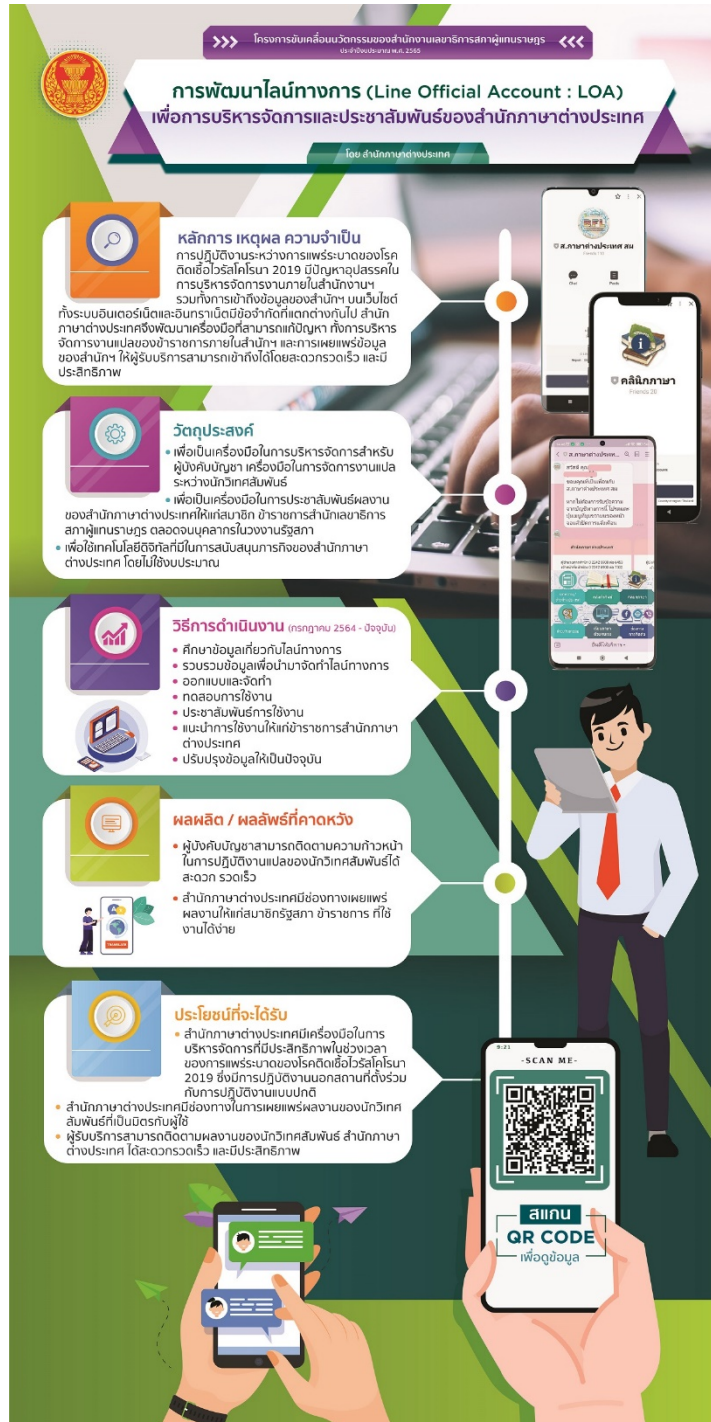 โครงการขับเคลื่อนนวัตกรรมของสำนักงานเลขาธิการสภาผู้แทนราษฎร
ประจำปีงบประมาณ พ.ศ. 2565
การพัฒนาไลน์ทางการ (Line Official Account : LOA)
เพื่อการบริหารจัดการและประชาสัมพันธ์ของสำนักภาษาต่างประเทศ
โดย สำนักภาษาต่างประเทศ
หลักการ เหตุผล ความจำเป็น
การปฏิบัติงานระหว่างการแพร่ระบาดของโรค
ติดเชื้อไวรัสโคโรนา 2019 มีปัญหาอุปสรรคใน
การบริหารจัดการงานภายในสำนักงานฯ
รวมทั้งการเข้าถึงข้อมูลของสำนักฯ บนเว็บไซต์
ทั้งระบบอินเตอร์เน็ตและอินทราเน็ตมีข้อจำกัดที่แตกต่างกันไป สำนัก
ภาษาต่างประเทศจึงพัฒนาเครื่องมือที่สามารถแก้ปัญหา ทั้งการบริหาร
จัดการงานแปลของข้าราชการภายในสำนักฯ และการเผยแพร่ข้อมูล
ของสำนักฯ ให้ผู้รับบริการสามารถเข้าถึงได้โดยสะดวกรวดเร็ว และมี
ประสิทธิภาพ
ส.ภาษาต่างประเทศ สผ
คลินิกภาษา
Friends 26
วัตถุประสงค์
• เพื่อเป็นเครื่องมือในการบริหารจัดการสำหรับ
ผู้บังคับบัญชา เครื่องมือในการจัดการงานแปล
ระหว่างนักวิเทศสัมพันธ์
• เพื่อเป็นเครื่องมือในการประชาสัมพันธ์ผลงาน
ของสำนักภาษาต่างประเทศให้แก่สมาชิก ข้าราชการสำนักเลขาธิการ
สภาผู้แทนราษฎร ตลอดจนบุคลากรในวงงานรัฐสภา
• เพื่อใช้เทคโนโลยีดิจิทัลที่มีในการสนับสนุนภารกิจของสำนักภาษา
ต่างประเทศ โดยไม่ใช้งบประมาณ
ส.ภาษาต่างประเท...
สวัสดี คุณ
วิธีการดำเนินงาน (กรกฎาคม 2564 - ปัจจุบัน)
• ศึกษาข้อมูลเกี่ยวกับไลน์ทางการ
• รวบรวมข้อมูลเพื่อนำมาจัดทำไลน์ทางการ
• ออกแบบและจัดทำ
• ทดสอบการใช้งาน
• ประชาสัมพันธ์การใช้งาน
• แนะนำการใช้งานให้แก่ข้าราชการสำนักภาษา
ต่างประเทศ
• ปรับปรุงข้อมูลให้เป็นปัจจุบัน
ผลผลิต / ผลลัพธ์ที่คาดหวัง
• ผู้บังคับบัญชาสามารถติดตามความก้าวหน้า
ในการปฏิบัติงานแปลของนักวิเทศสัมพันธ์ได้
สะดวก รวดเร็ว
• สำนักภาษาต่างประเทศมีช่องทางเผยแพร่
ผลงานให้แก่สมาชิกรัฐสภา ข้าราชการ ที่ใช้
งานได้ง่าย
ประโยชน์ที่จะได้รับ
• สำนักภาษาต่างประเทศมีเครื่องมือในการ
บริหารจัดการที่มีประสิทธิภาพในช่วงเวลา
ของการแพร่ระบาดของโรคติดเชื้อไวรัสโคโรนา
2019 ซึ่งมีการปฏิบัติงานนอกสถานที่ตั้งร่วม
กับการปฏิบัติงานแบบปกติ
• สำนักภาษาต่างประเทศมีช่องทางในการเผยแพร่ผลงานของนักวิเทศ
สัมพันธ์ที่เป็นมิตรกับผู้ใช้
• ผู้รับบริการสามารถติดตามผลงานของนักวิเทศสัมพันธ์ สำนักภาษา
ต่างประเทศ ได้สะดวกรวดเร็ว และมีประสิทธิภาพ
9:21
-SCAN ME-
สแกน
QR CODE
เพื่อดูข้อมูล